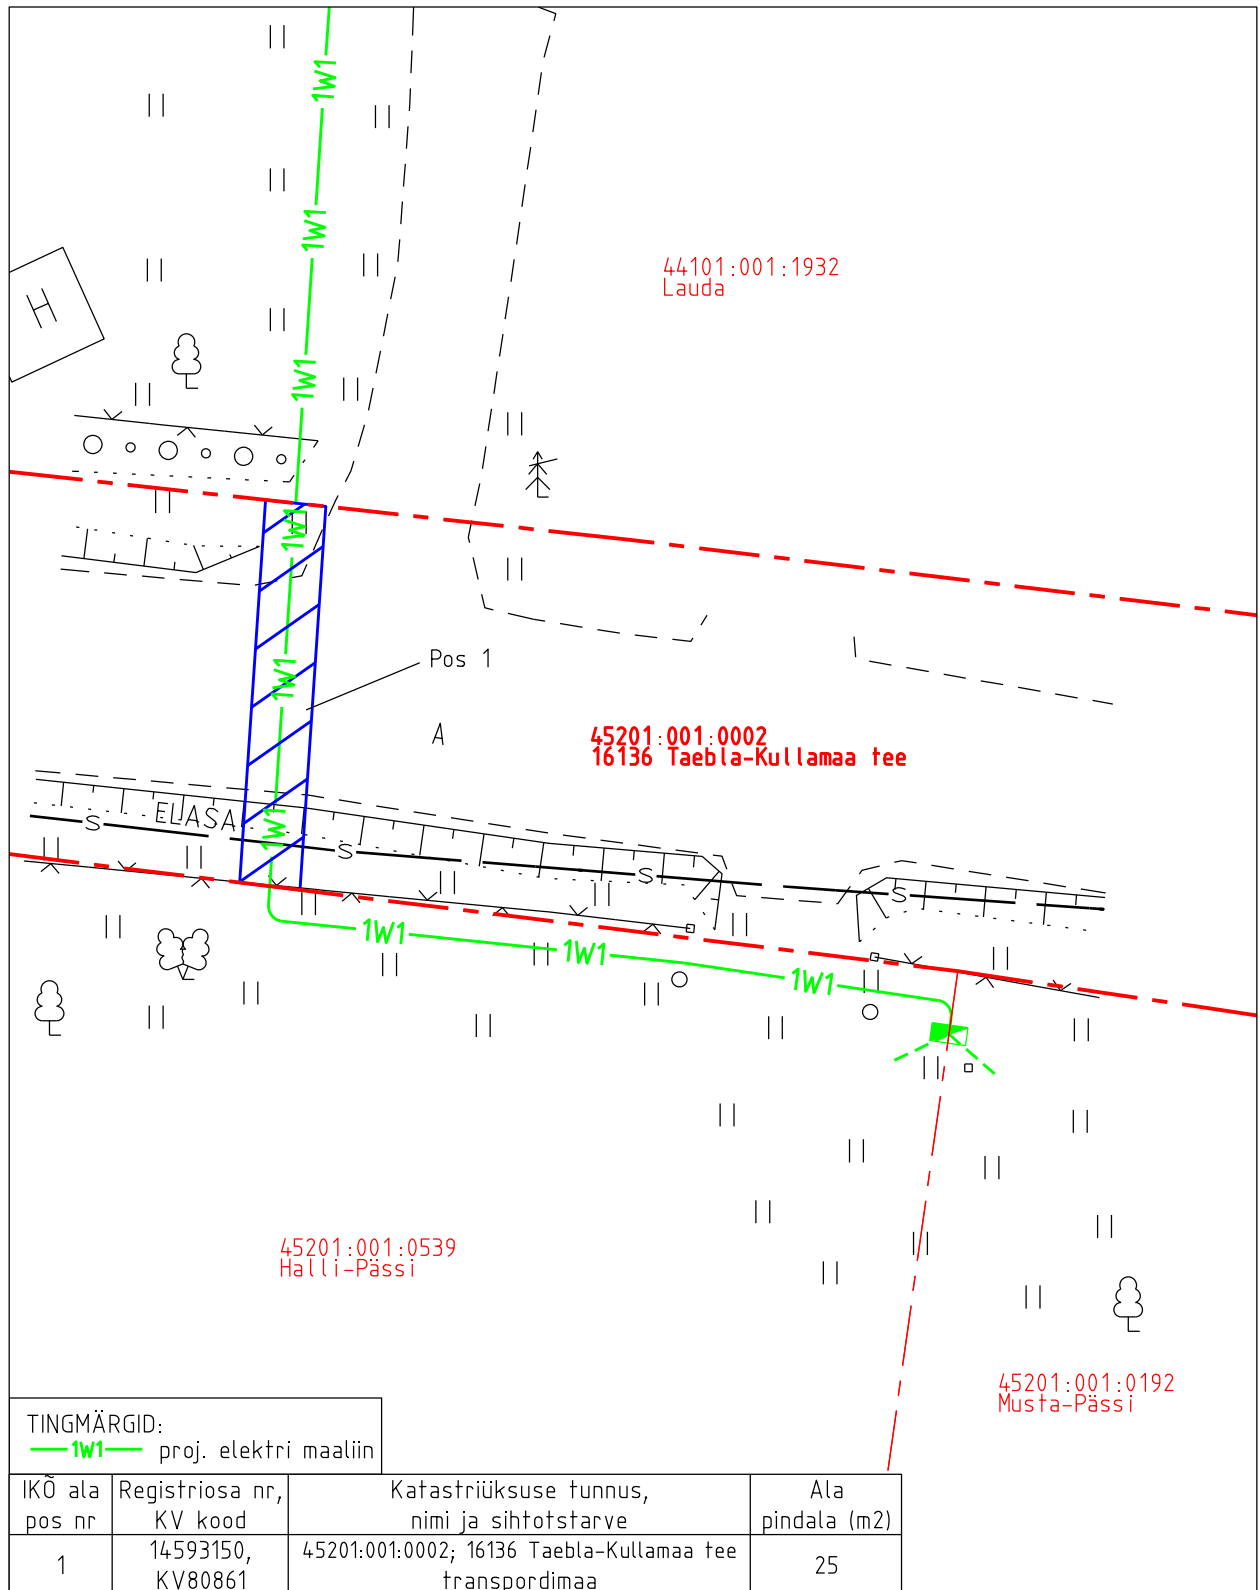 1W1
1W1
44101:001:1932
Lauda
H
1W1
1W1
Pos 1
1W1
A
45201:001:0002
16136 Taebla-Kullamaa tee
ELASA
S
1W1
S
S
S
1W1
1W1
1W1
45201:001:0539
Halli-Pässi
45201:001:0192
Musta-Pässi
TINGMÄRGID:
1W1 proj. elektri maaliin
IKÕ ala pos nr
Registriosa nr, KV kood
Katastriüksuse tunnus, nimi ja sihtotstarve
Ala pindala (m2)
1
14593150, KV80861
45201:001:0002; 16136 Taebla-Kullamaa tee transpordimaa
25